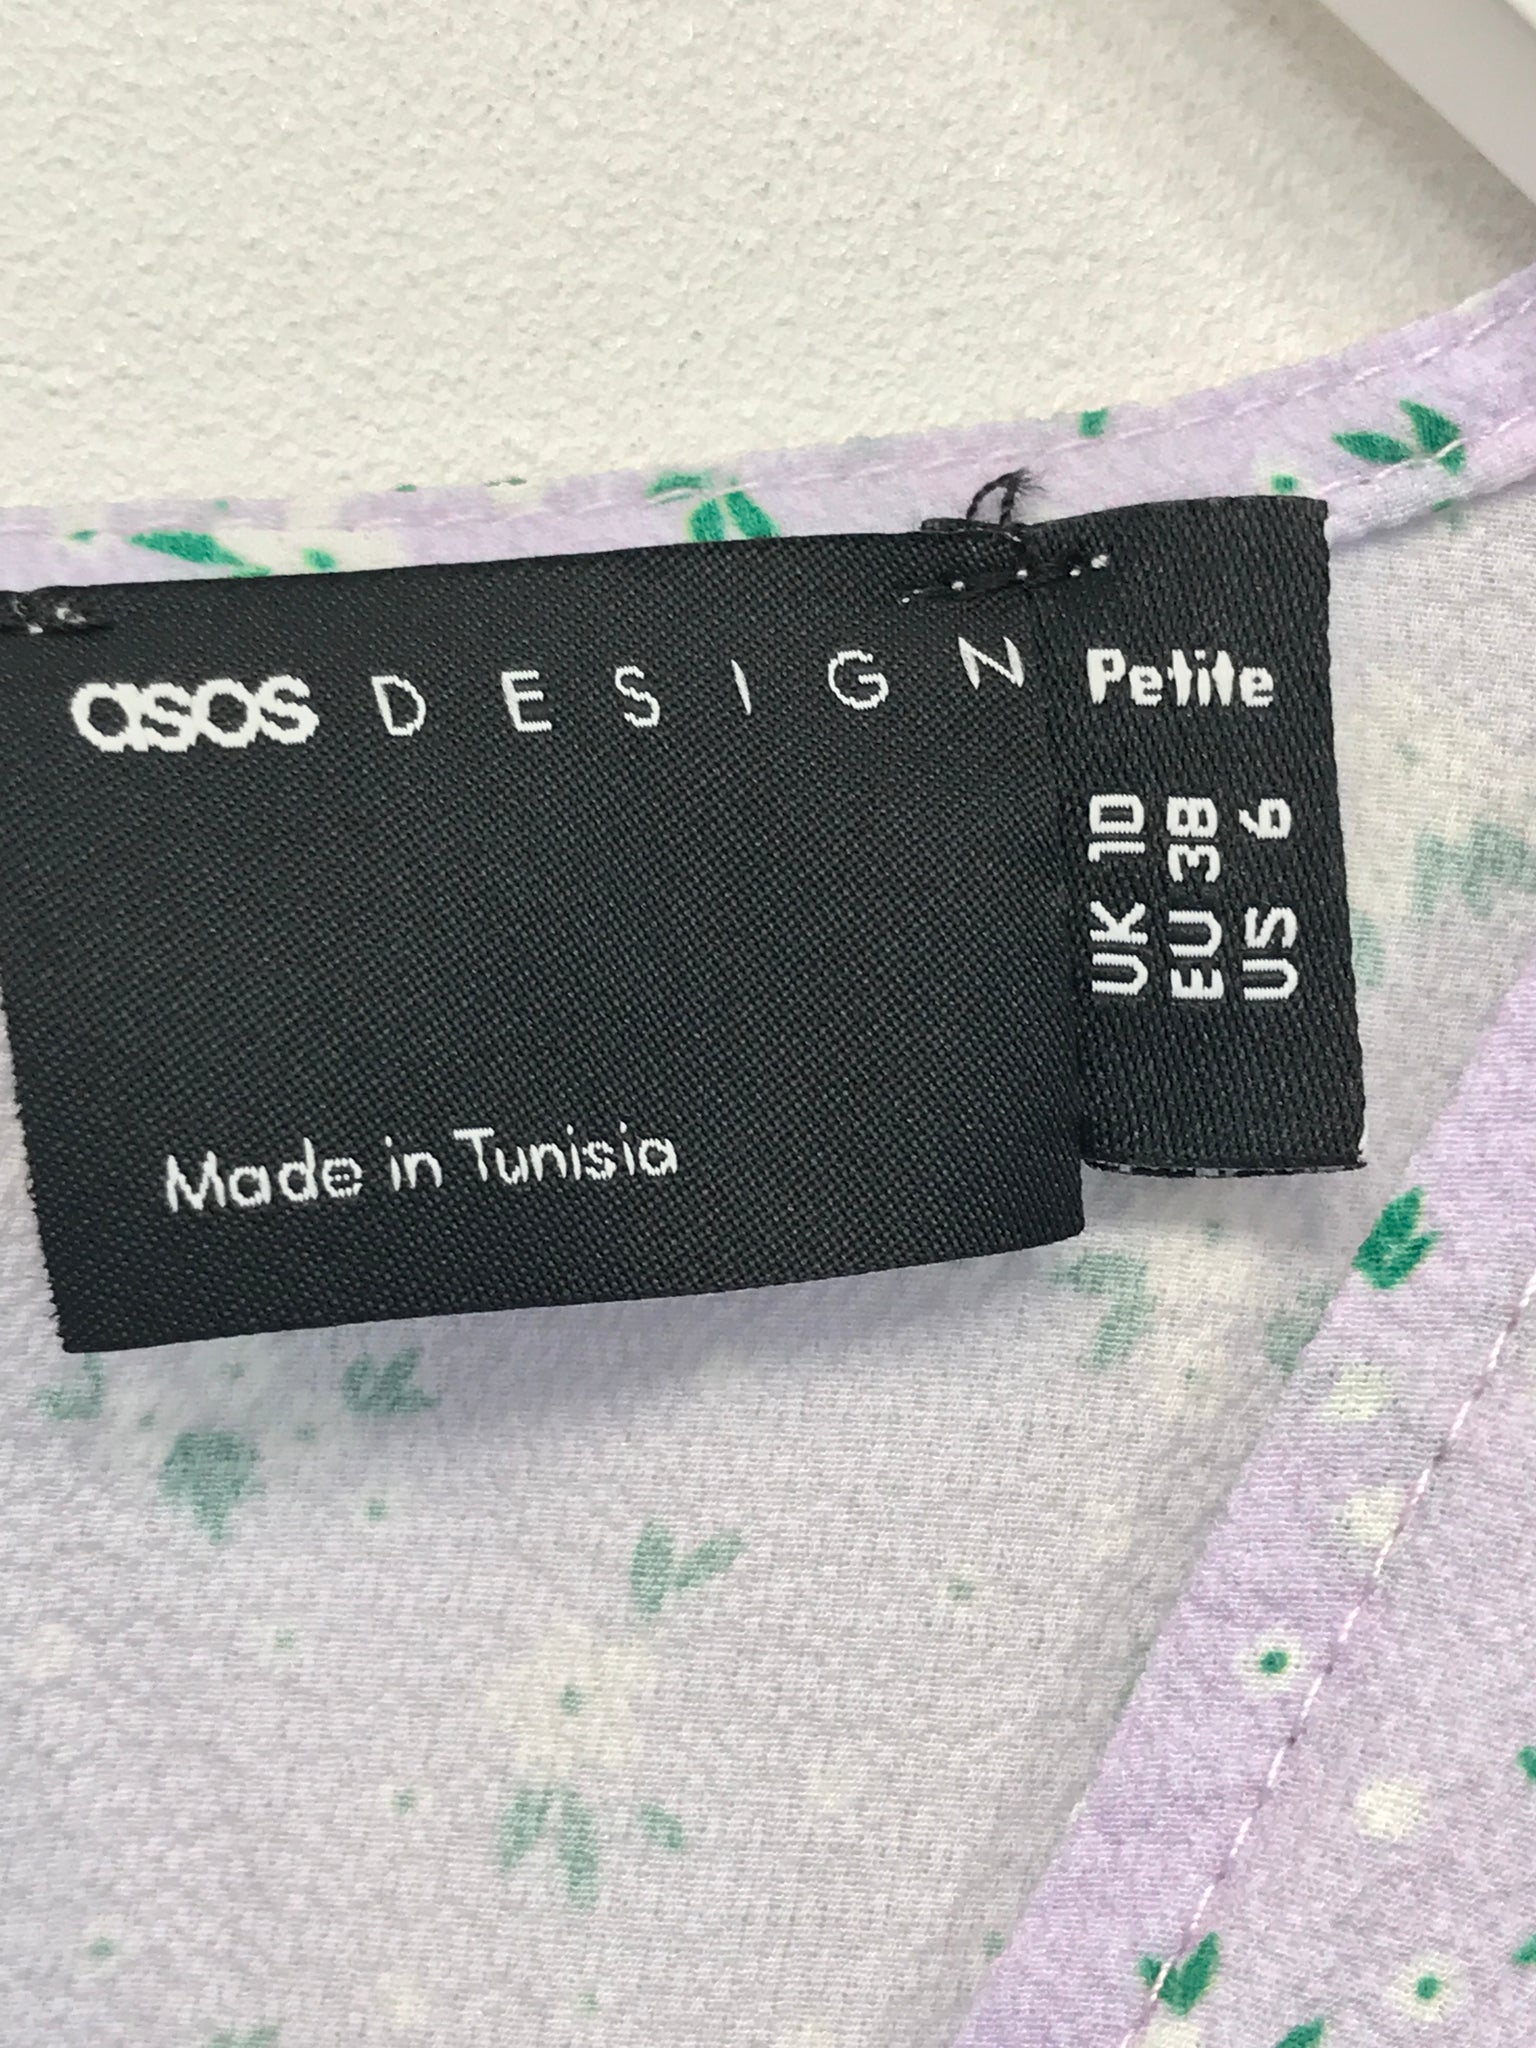 asos DESIGN
Made in Tunisia
Petite
UK 10
EU 38
US 6